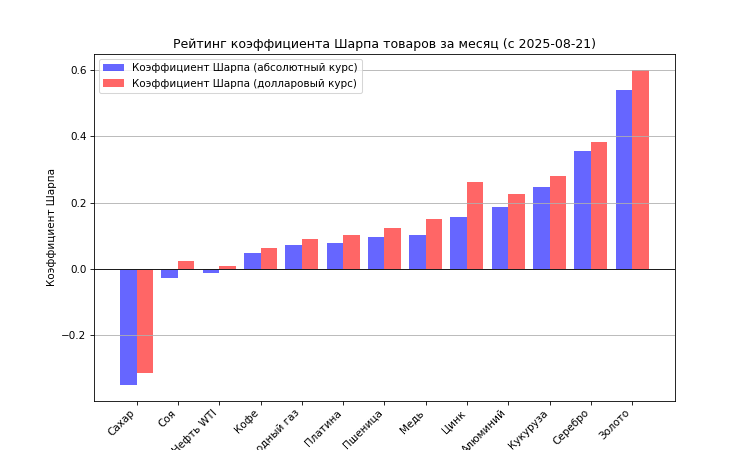 Рейтинг коэффициента Шарпа товаров за месяц (с 2025-08-21)
Коэффициент Шарпа (абсолютный курс)
Коэффициент Шарпа (долларовый курс)
Коэффициент Шарпа
0.6
0.4
0.2
0.0
−0.2
Сахар
Соя
Нефть WTI
Кофе
одный газ
Платина
Пшеница
Медь
Цинк
Алюминий
Кукуруза
Серебро
Золото